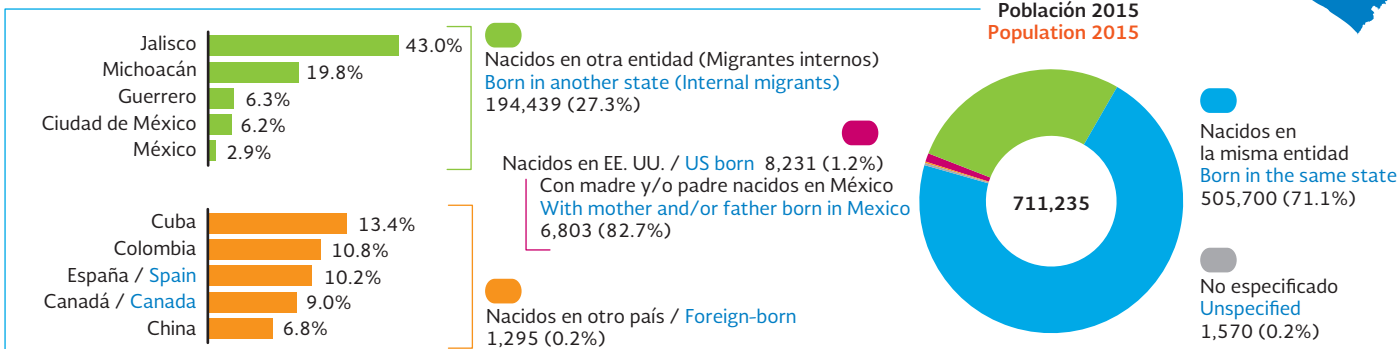 Población 2015
Population 2015
Jalisco 43.0%
Michoacán 19.8%
Guerrero 6.3%
Ciudad de México 6.2%
México 2.9%
Nacidos en otra entidad (Migrantes internos)
Born in another state (Internal migrants)
194,439 (27.3%)
Nacidos en EE. UU. / US born 8,231 (1.2%)
Con madre y/o padre nacidos en México
With mother and/or father born in Mexico
6,803 (82.7%)
Cuba 13.4%
Colombia 10.8%
España / Spain 10.2%
Canadá / Canada 9.0%
China 6.8%
Nacidos en otro país / Foreign-born
1,295 (0.2%)
711,235
Nacidos en
la misma entidad
Born in the same state
505,700 (71.1%)
No especificado
Unspecified
1,570 (0.2%)